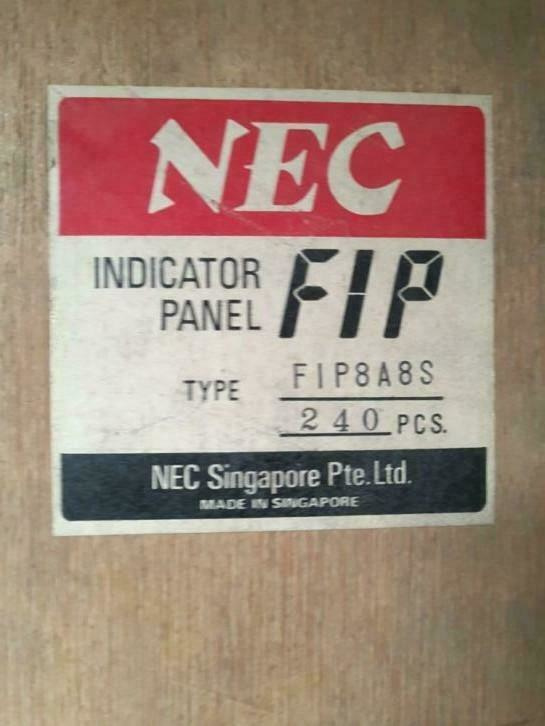 NEC
INDICATOR
PANEL
FIP
TYPE FIP8A8S
240 PCS.
NEC Singapore Pte.Ltd.
MADE IN SINGAPORE